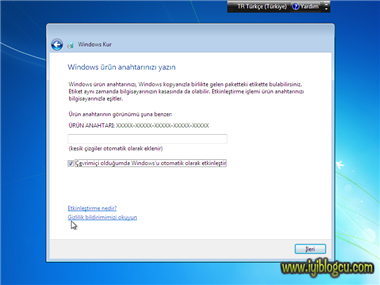 TR Türkçe (Türkiye)
Yardım
Windows Kur
Windows ürün anahtarınızı yazın
Windows ürün anahtarınızı, Windows kopyanızla birlikte gelen paketteki etikette bulabilirsiniz.
Etiket aynı zamanda bilgisayarınızın kasasında da olabilir. Etkinleştirme işlemi ürün anahtarınızı
bilgisayarınızla eşler.
Ürün anahtarının görünümü şuna benzer:
ÜRÜN ANAHTARI: XXXXX-XXXXX-XXXXX-XXXXX-XXXXX
(kesik çizgiler otomatik olarak eklenir)
Çevrimiçi olduğumda Windows'u otomatik olarak etkinleştir
Etkinleştirme nedir?
Gizlilik bildirimimizi okuyun
İleri
www.iyiblogcu.com